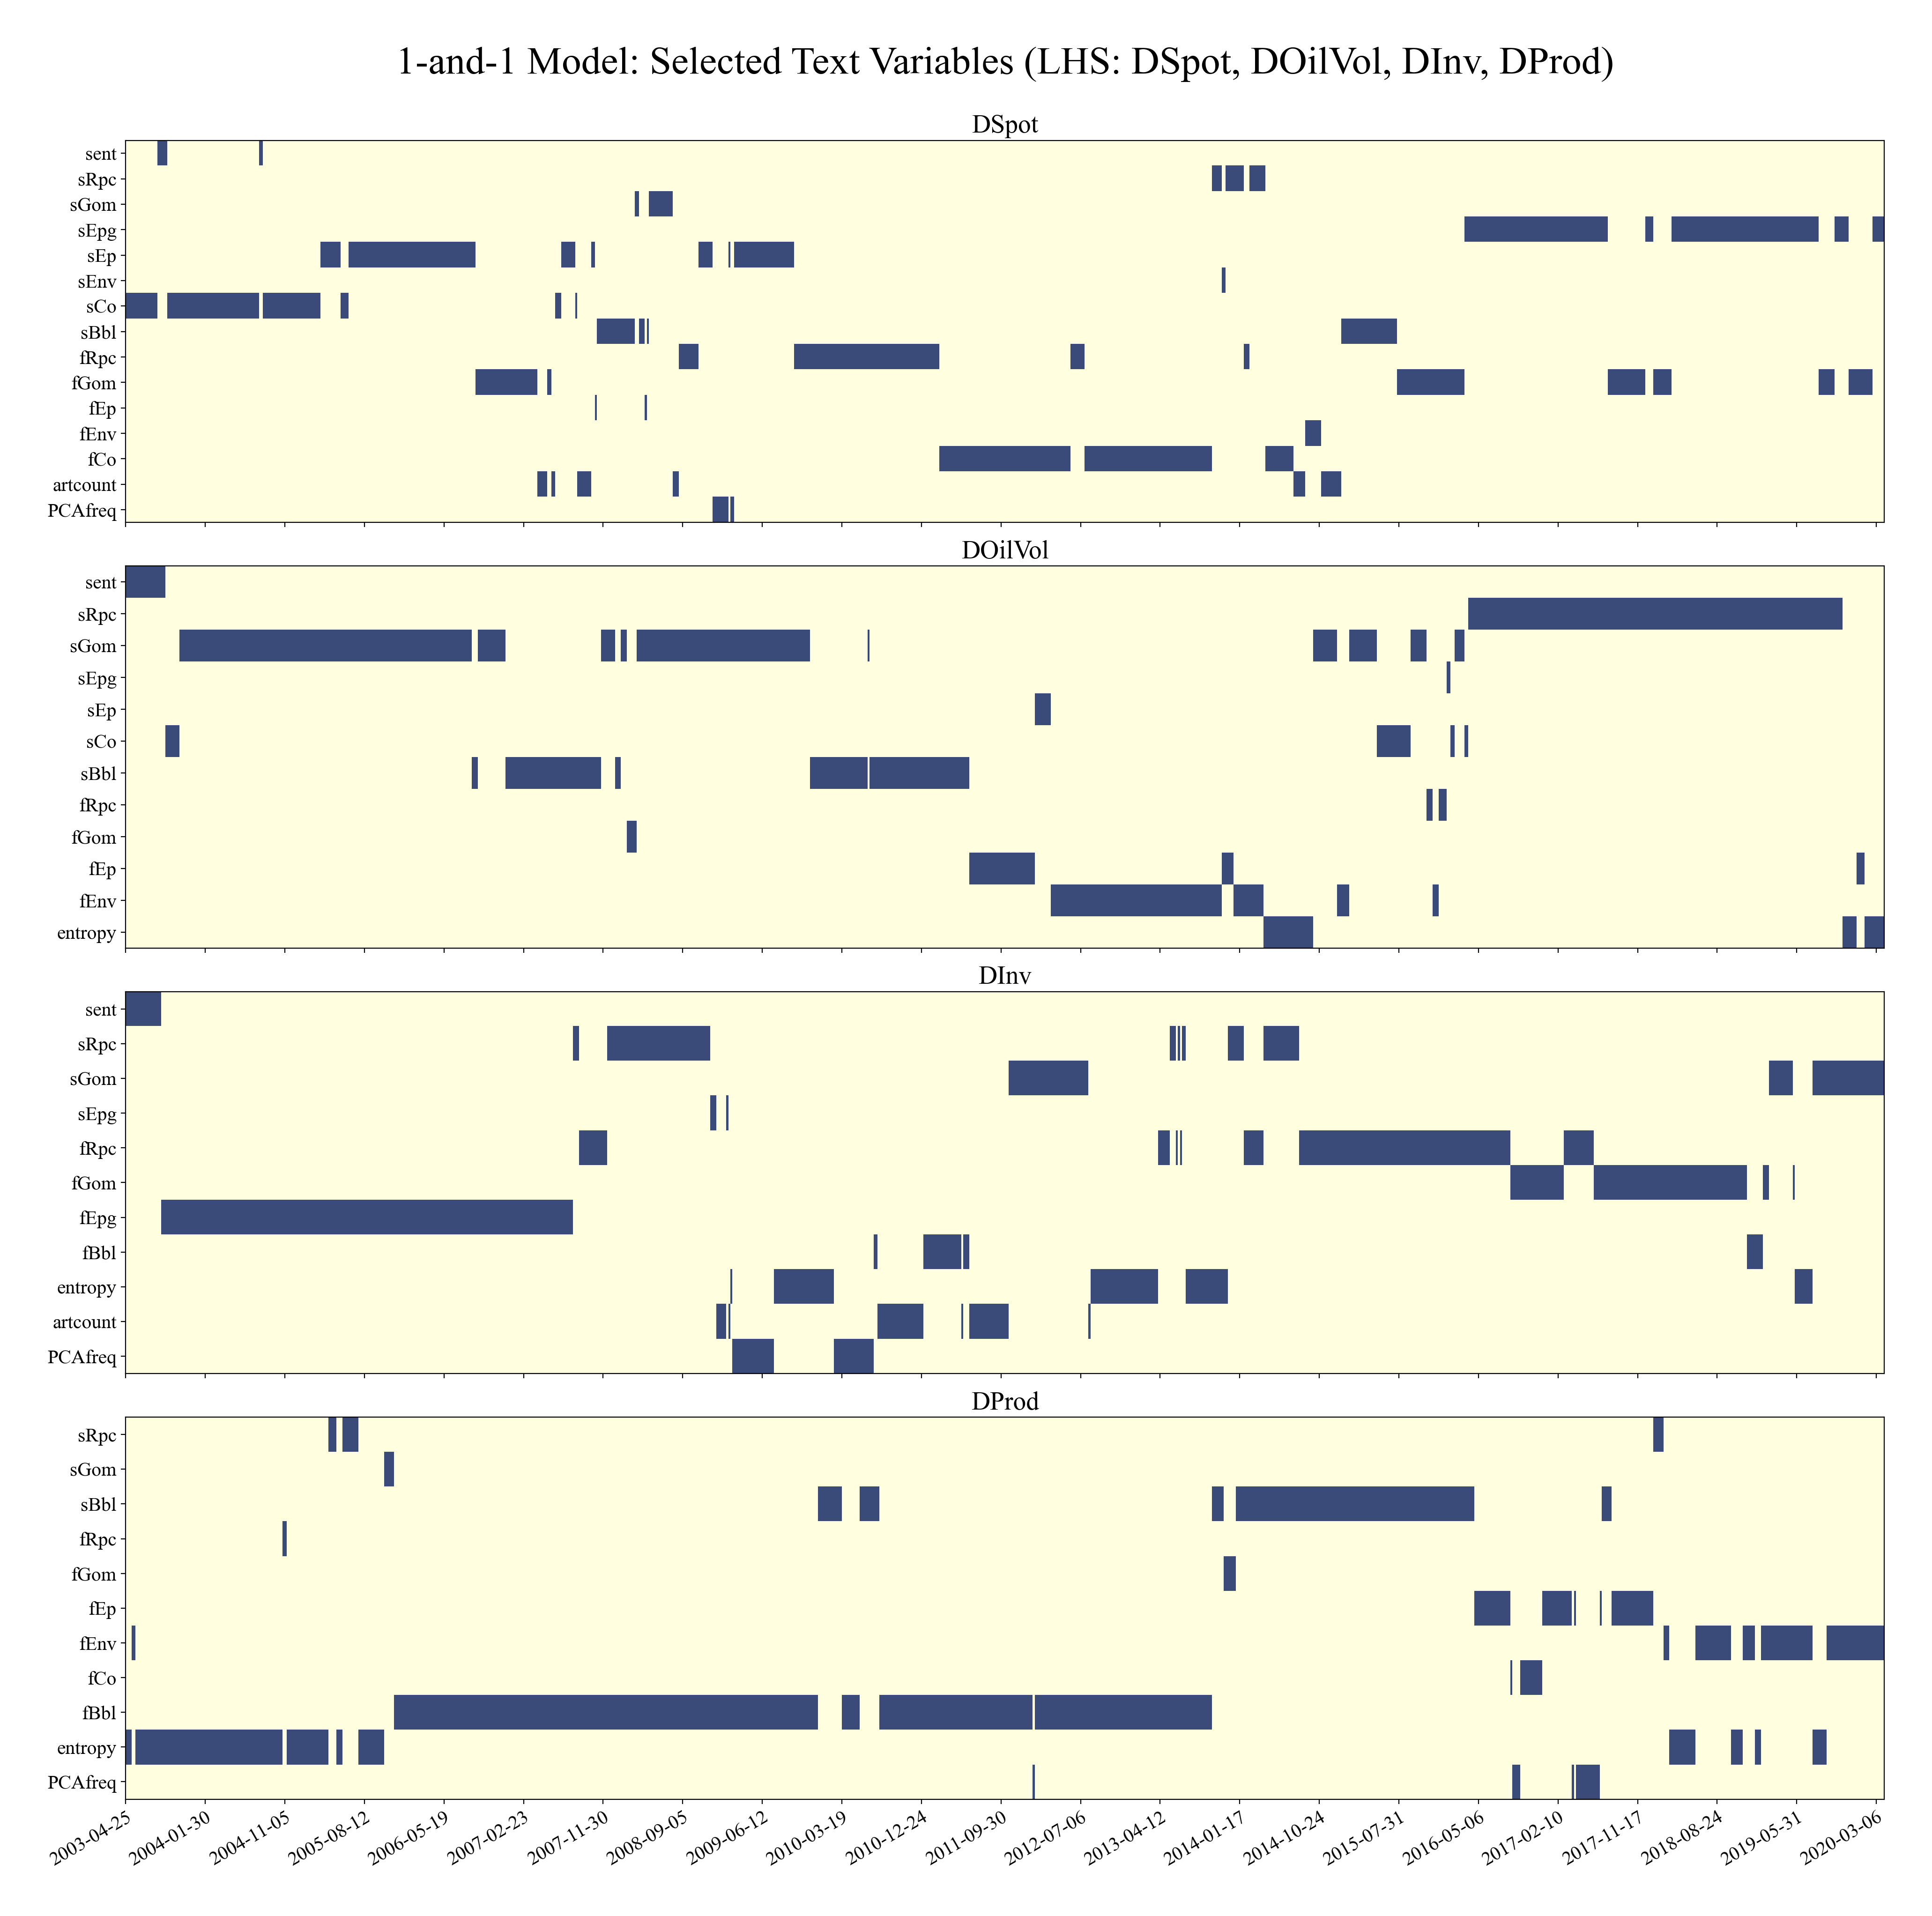 1-and-1 Model: Selected Text Variables (LHS: DSpot, DOilVol, DInv, DProd)
DSpot
sent
sRpc
sGom
sEpg
sEp
sEnv
sCo
sBbl
fRpc
fGom
fEp
fEnv
fCo
artcount
PCAfreq
DOilVol
sent
sRpc
sGom
sEpg
sEp
sCo
sBbl
fRpc
fGom
fEp
fEnv
entropy
DInv
sent
sRpc
sGom
sEpg
fRpc
fGom
fEpg
fBbl
entropy
artcount
PCAfreq
DProd
sRpc
sGom
sBbl
fRpc
fGom
fEp
fEnv
fCo
fBbl
entropy
PCAfreq
2003-04-25
2004-01-30
2004-11-05
2005-08-12
2006-05-19
2007-02-23
2007-11-30
2008-09-05
2009-06-12
2010-03-19
2010-12-24
2011-09-30
2012-07-06
2013-04-12
2014-01-17
2014-10-24
2015-07-31
2016-05-06
2017-02-10
2017-11-17
2018-08-24
2019-05-31
2020-03-06